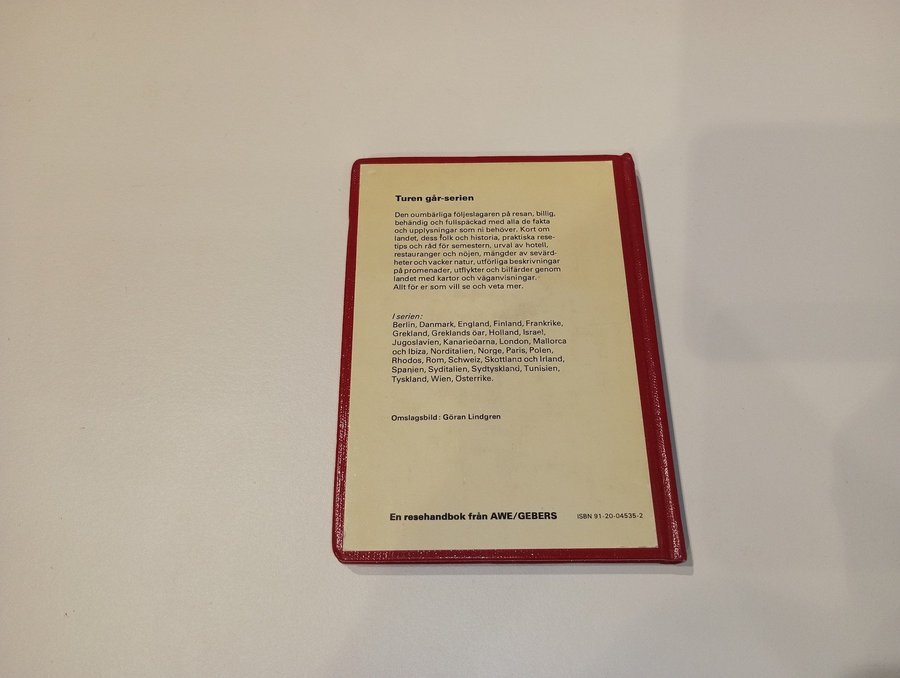 Turen går-serien
Den oumbärliga följeslagaren på resan, billig,
behändig och fullspäckad med alla de fakta
och upplysningar som ni behöver. Kort om
landet, dess folk och historia, praktiska rese-
tips och råd för semestern, urval av hotell,
restauranger och nöjen, mängder av sevärd-
heter och vacker natur, utförliga beskrivningar
på promenader, utflykter och bilfärder genom
landet med kartor och väganvisningar.
Allt för er som vill se och veta mer.
I serien:
Berlin, Danmark, England, Finland, Frankrike,
Grekland, Greklands öar, Holland, Israel,
Jugoslavien, Kanarieöarna, London, Mallorca
och Ibiza, Norditalien, Norge, Paris, Polen,
Rhodos, Rom, Schweiz, Skottland och Irland,
Spanien, Syditalien, Sydtyskland, Tunisien,
Tyskland, Wien, Österrike.
Omslagsbild: Göran Lindgren
En resehandbok från AWE/GEBERS ISBN 91-20-04535-2